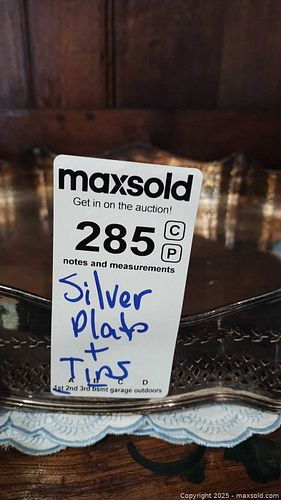 maxsold
Get in on the auction!
285 C
P
notes and measurements
Silver
Plate
+
Tins
A B C D
1st 2nd 3rd bsmt garage outdoors
Copyright 2025 - maxsold.com